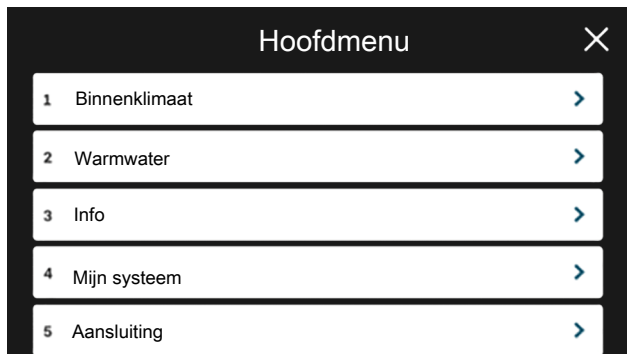 Hoofdmenu
1 Binnenklimaat
2 Warmwater
3 Info
4 Mijn systeem
5 Aansluiting